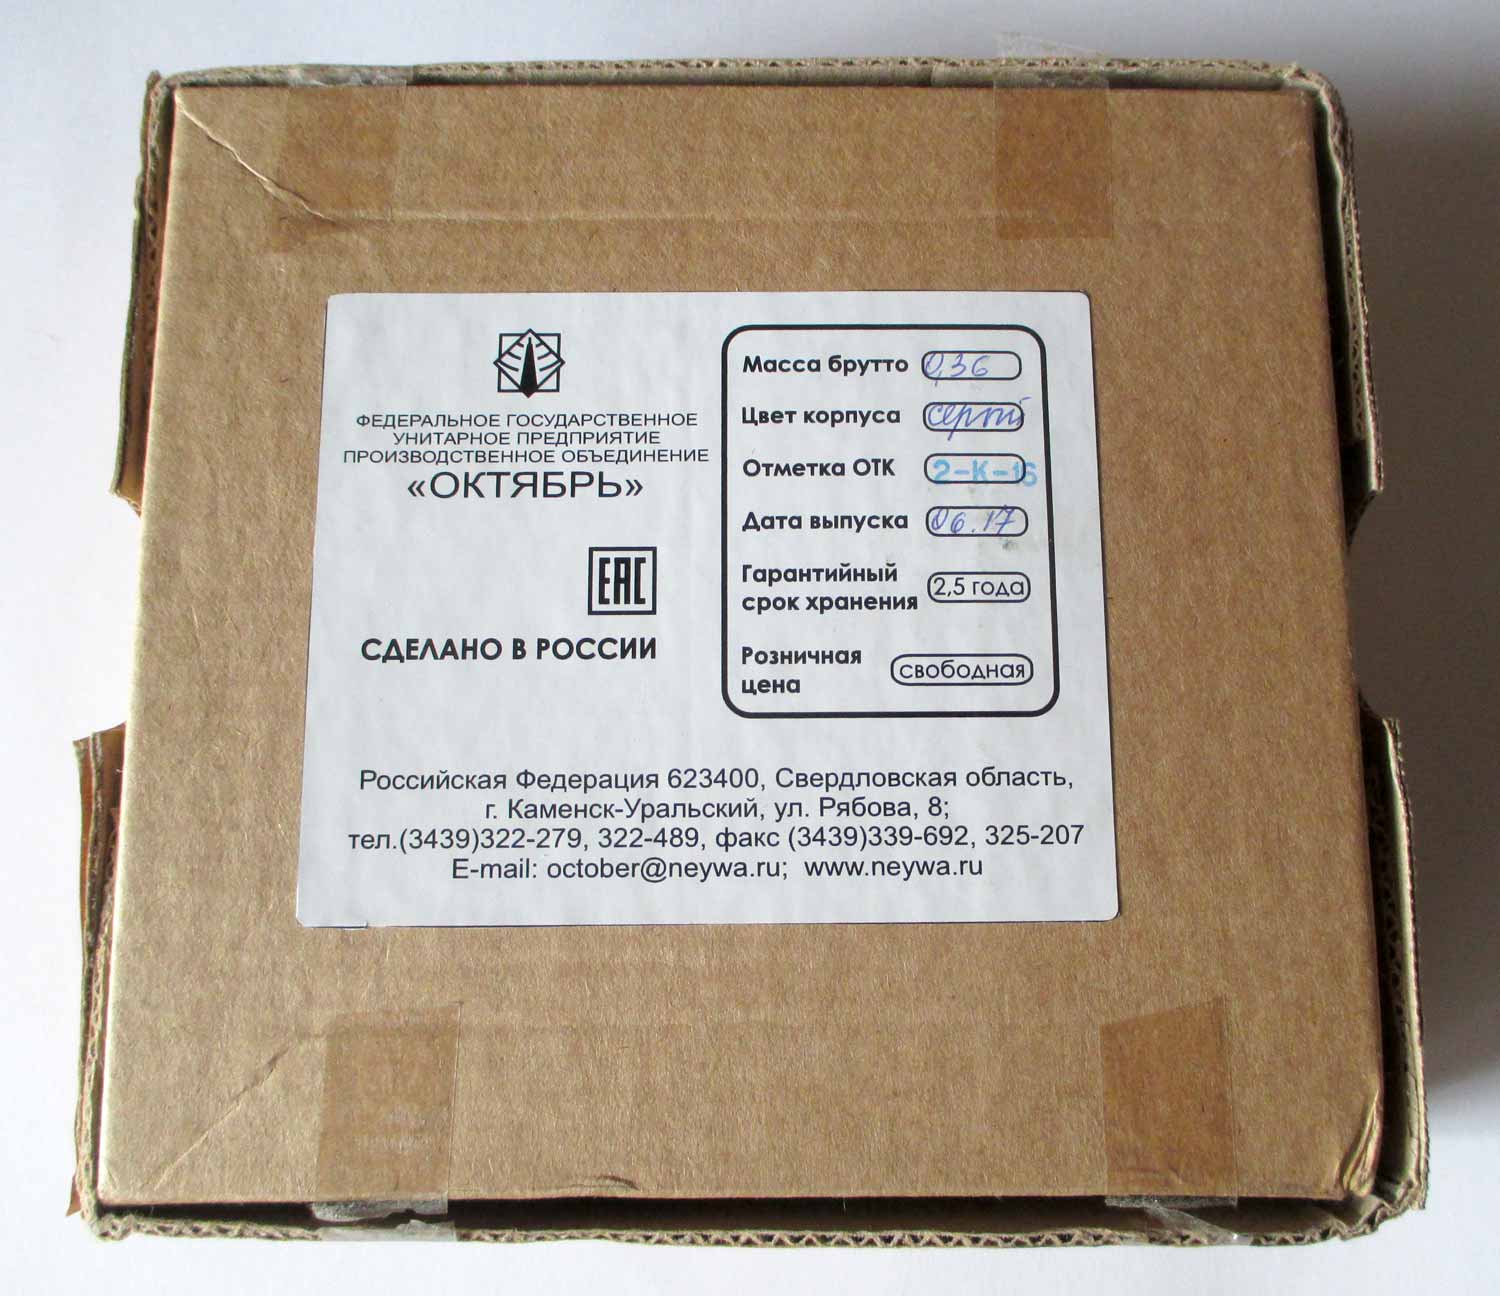 ФЕДЕРАЛЬНОЕ ГОСУДАРСТВЕННОЕ
УНИТАРНОЕ ПРЕДПРИЯТИЕ
ПРОИЗВОДСТВЕННОЕ ОБЪЕДИНЕНИЕ
«ОКТЯБРЬ»
ЕАС
СДЕЛАНО В РОССИИ
Масса брутто 0,36
Цвет корпуса серый
Отметка ОТК 2-К-16
Дата выпуска 06.17
Гарантийный
срок хранения 2,5 года
Розничная
цена свободная
Российская Федерация 623400, Свердловская область,
г. Каменск-Уральский, ул. Рябова, 8;
тел.(3439)322-279, 322-489, факс (3439)339-692, 325-207
E-mail: october@neywa.ru; www.neywa.ru